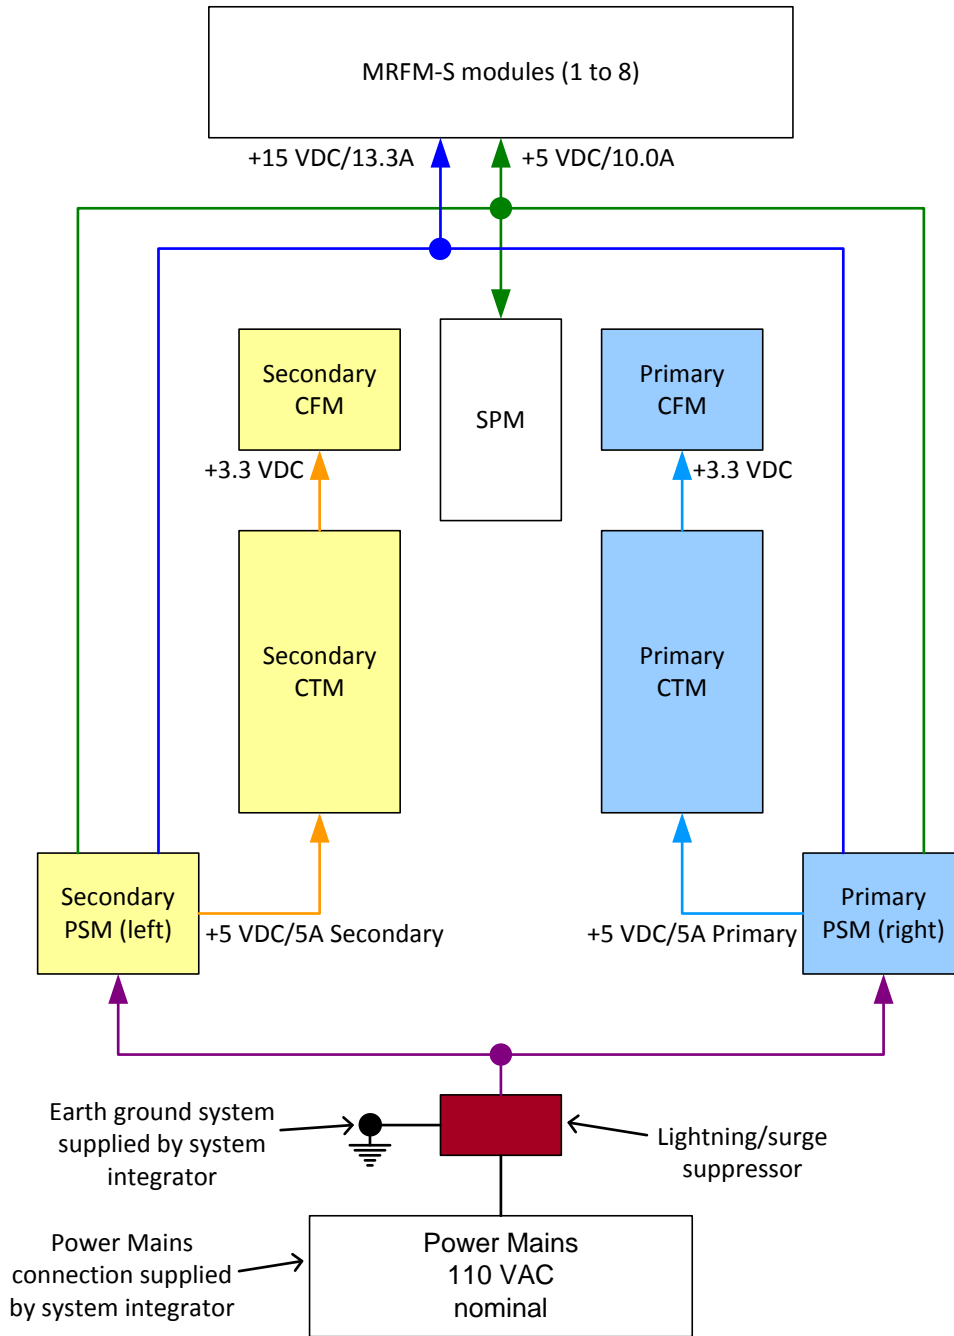 MRFM-S modules (1 to 8)
+15 VDC/13.3A
+5 VDC/10.0A
Secondary
CFM
SPM
Primary
CFM
+3.3 VDC
+3.3 VDC
Secondary
CTM
Primary
CTM
Secondary
PSM (left)
+5 VDC/5A Secondary
+5 VDC/5A Primary
Primary
PSM (right)
Earth ground system
supplied by system
integrator
Lightning/surge
suppressor
Power Mains
connection supplied
by system integrator
Power Mains
110 VAC
nominal